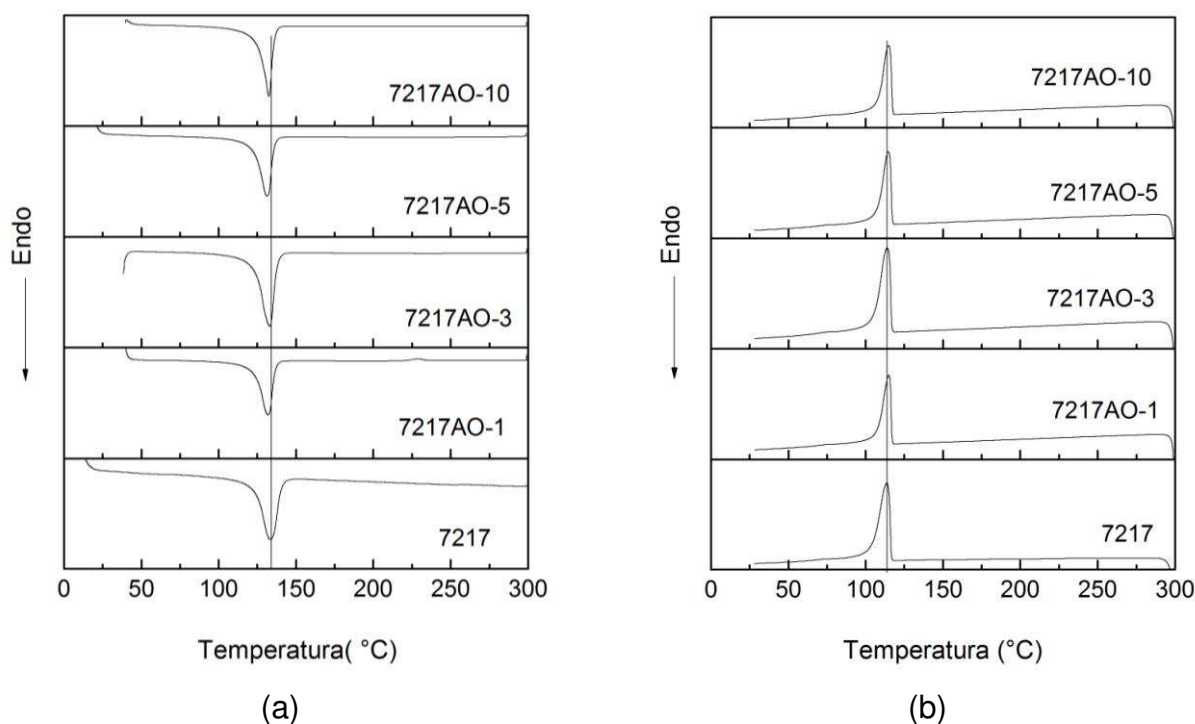 Endo
7217AO-10
7217AO-5
7217AO-3
7217AO-1
7217
0 50 100 150 200 250 300
Temperatura( °C)
(a)
Endo
7217AO-10
7217AO-5
7217AO-3
7217AO-1
7217
0 50 100 150 200 250 300
Temperatura (°C)
(b)